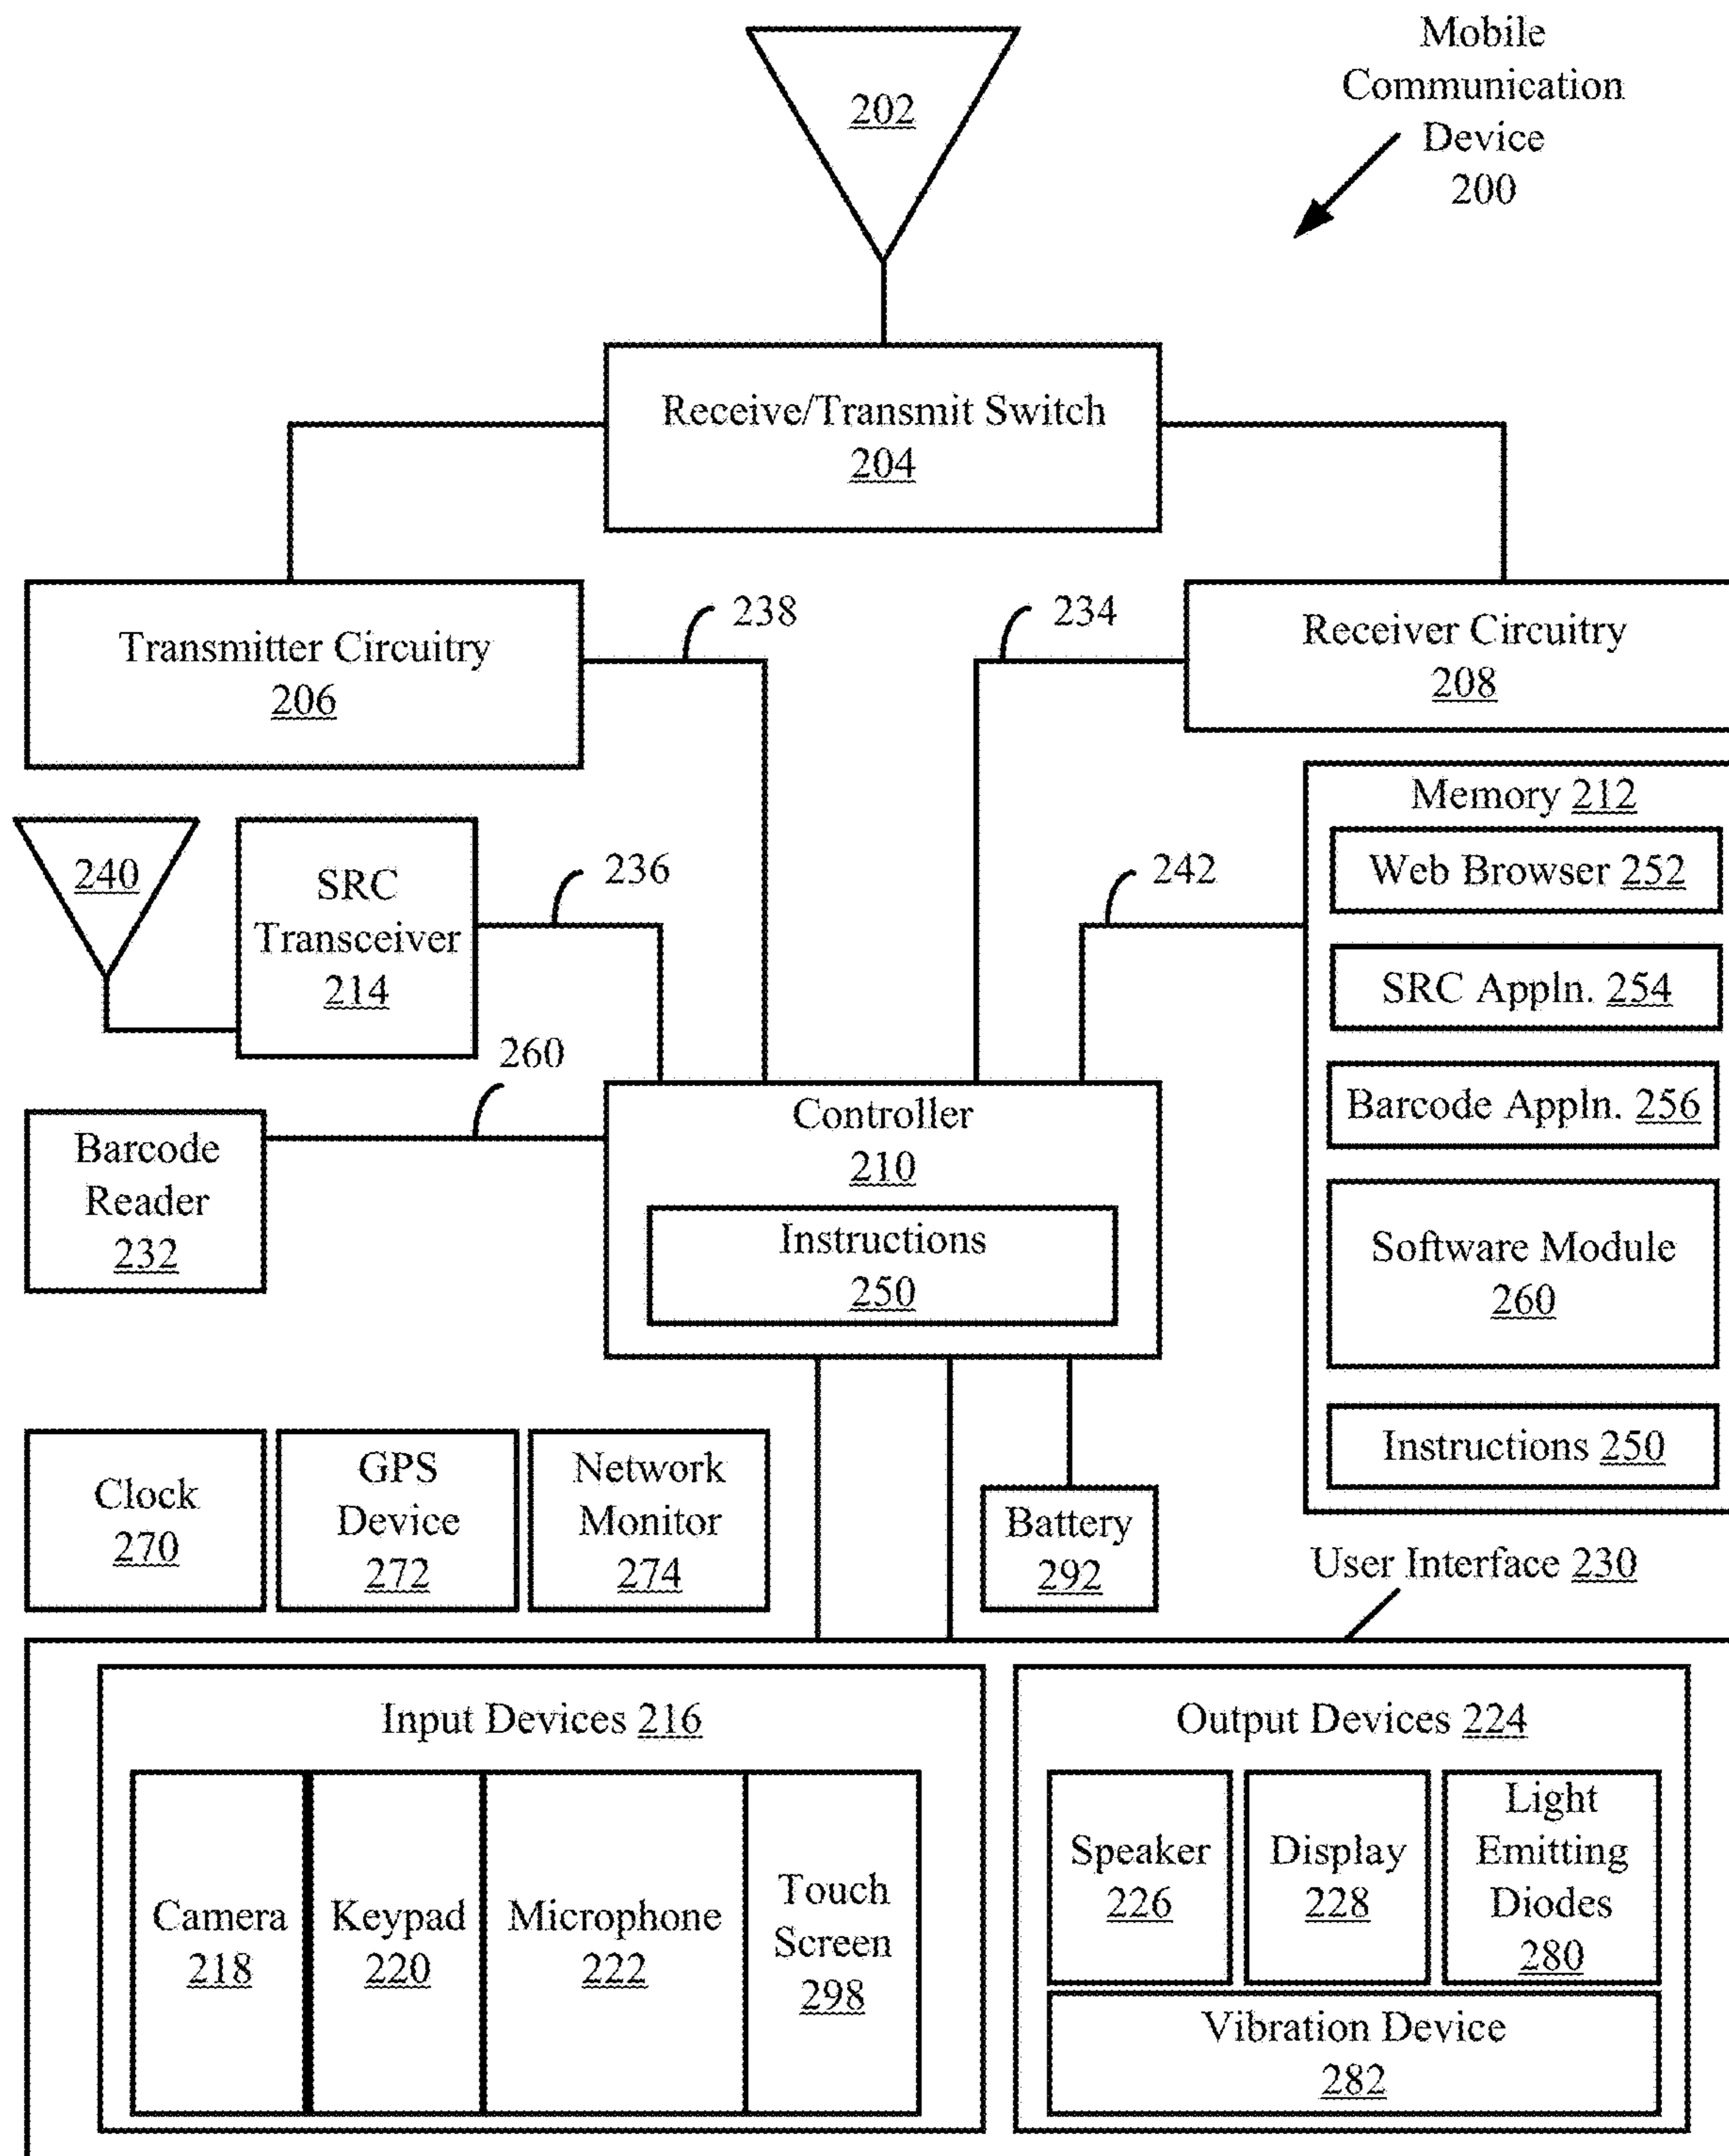 Mobile
Communication
Device
200
202
Receive/Transmit Switch
204
Transmitter Circuitry
206
238
234
Receiver Circuitry
208
240
SRC
Transceiver
214
236
242
Memory 212
Web Browser 252
SRC Appln. 254
Barcode Appln. 256
Software Module
260
Instructions 250
260
Barcode
Reader
232
Controller
210
Instructions
250
Clock
270
GPS
Device
272
Network
Monitor
274
Battery
292
User Interface 230
Input Devices 216
Camera
218
Keypad
220
Microphone
222
Touch
Screen
298
Output Devices 224
Speaker
226
Display
228
Light
Emitting
Diodes
280
Vibration Device
282